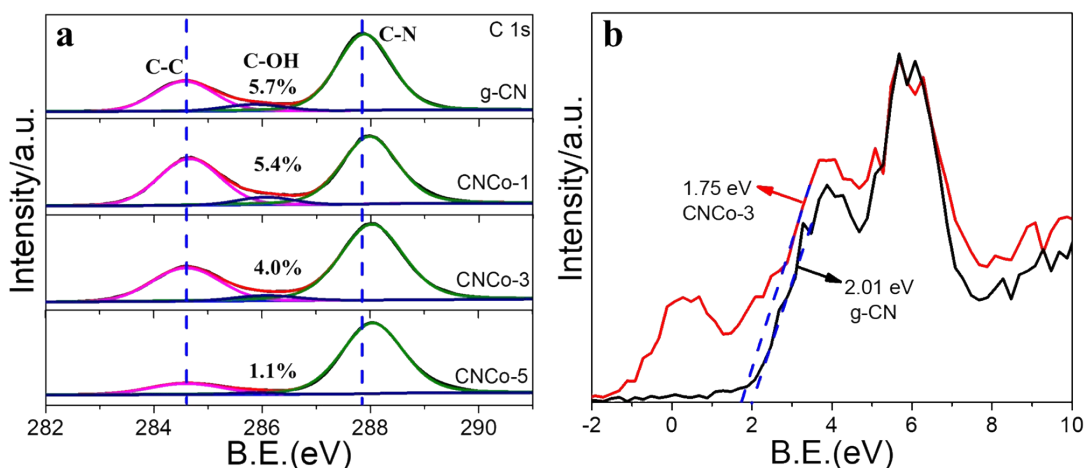 a
C 1s
C-C
C-OH
C-N
5.7%
g-CN
5.4%
CNCo-1
4.0%
CNCo-3
1.1%
CNCo-5
Intensity/a.u.
282 284 286 288 290
B.E.(eV)
b
1.75 eV
CNCo-3
2.01 eV
g-CN
Intensity/a.u.
-2 0 2 4 6 8 10
B.E.(eV)